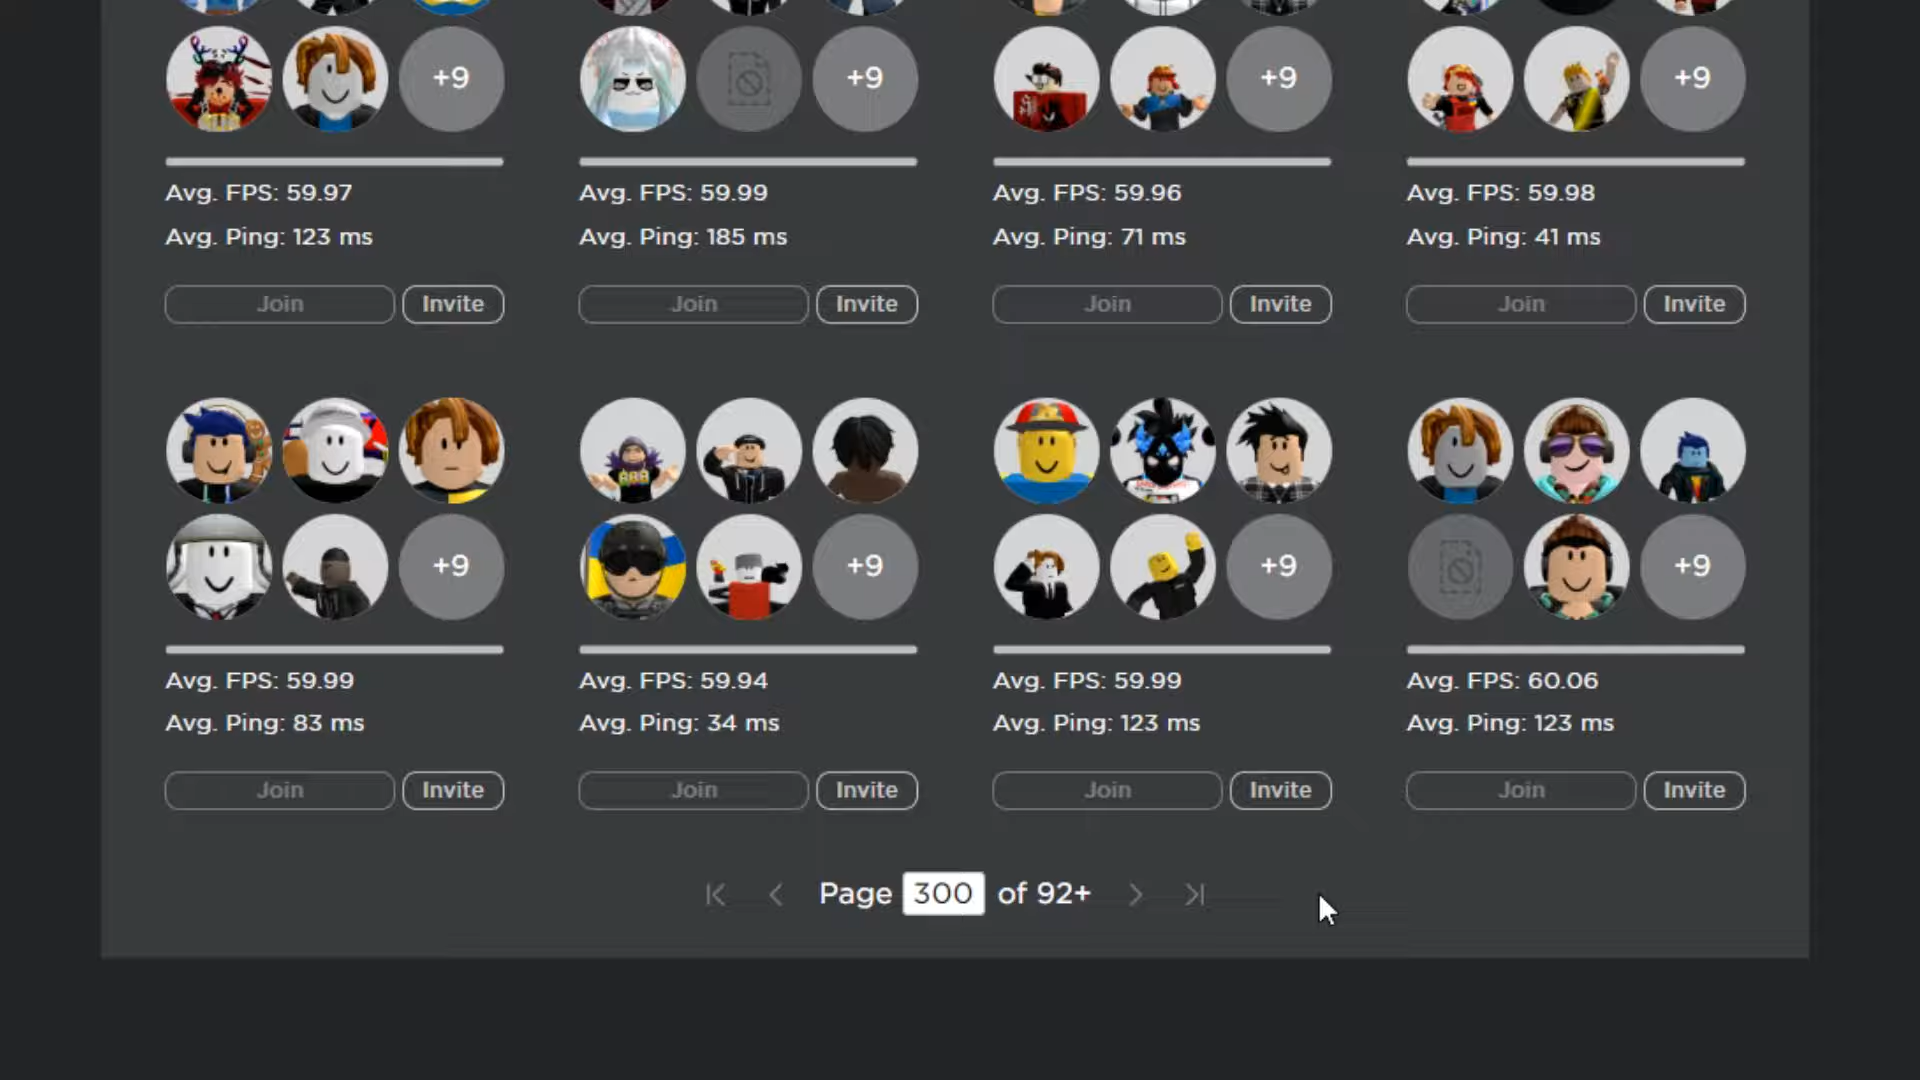 +9 +9 +9 +9
Avg. FPS: 59.97 Avg. FPS: 59.99 Avg. FPS: 59.96 Avg. FPS: 59.98
Avg. Ping: 123 ms Avg. Ping: 185 ms Avg. Ping: 71 ms Avg. Ping: 41 ms
Join Invite Join Invite Join Invite Join Invite
+9 +9 +9 +9
Avg. FPS: 59.99 Avg. FPS: 59.94 Avg. FPS: 59.99 Avg. FPS: 60.06
Avg. Ping: 83 ms Avg. Ping: 34 ms Avg. Ping: 123 ms Avg. Ping: 123 ms
Join Invite Join Invite Join Invite Join Invite
Page 300 of 92+